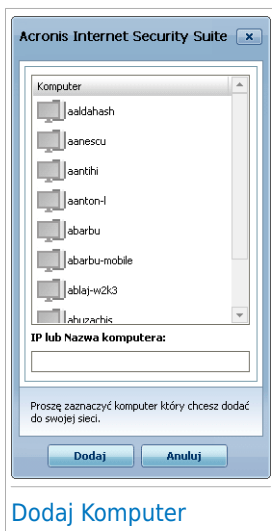 Acronis Internet Security Suite
Komputer
aaldahash
aanescu
aantihi
aanton-l
abarbu
abarbu-mobile
ablaj-w2k3
abuzachis
IP lub Nazwa komputera:
Proszę zaznaczyć komputer który chcesz dodać
do swojej sieci.
Dodaj
Anuluj
Dodaj Komputer